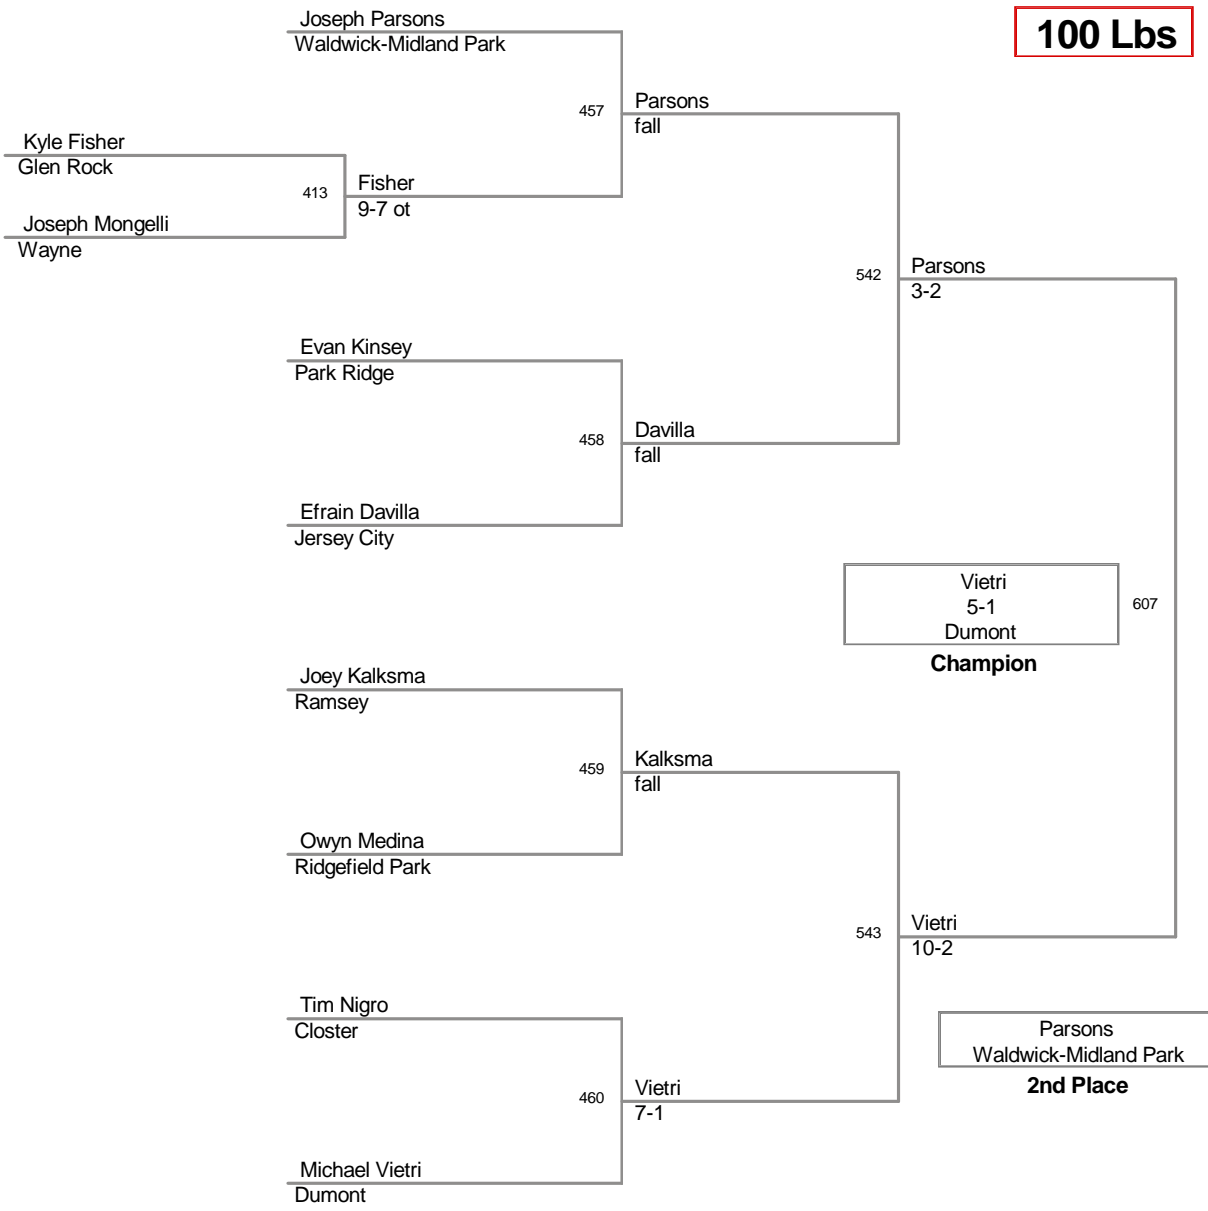 100 Lbs
Joseph Parsons
Waldwick-Midland Park
457
Parsons
fall
Kyle Fisher
Glen Rock
413
Fisher
9-7 ot
Joseph Mongelli
Wayne
542
Parsons
3-2
Evan Kinsey
Park Ridge
458
Davilla
fall
Efrain Davilla
Jersey City
Vietri
5-1
Dumont
607
Champion
Joey Kalksma
Ramsey
459
Kalksma
fall
Owyn Medina
Ridgefield Park
543
Vietri
10-2
Tim Nigro
Closter
Parsons
Waldwick-Midland Park
2nd Place
460
Vietri
7-1
Michael Vietri
Dumont